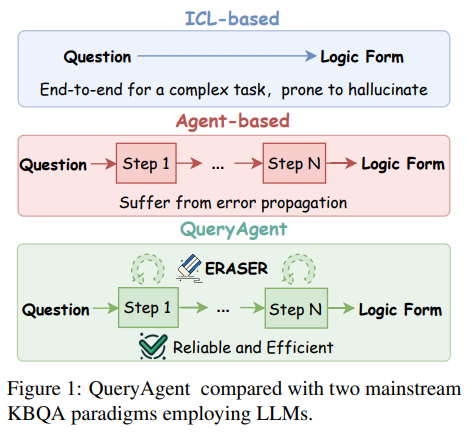 ICL-based
Question Logic Form
End-to-end for a complex task, prone to hallucinate
Agent-based
Question Step 1 ... Step N Logic Form
Suffer from error propagation
QueryAgent
ERASER
Question Step 1 ... Step N Logic Form
Reliable and Efficient
Figure 1: QueryAgent compared with two mainstream
KBQA paradigms employing LLMs.